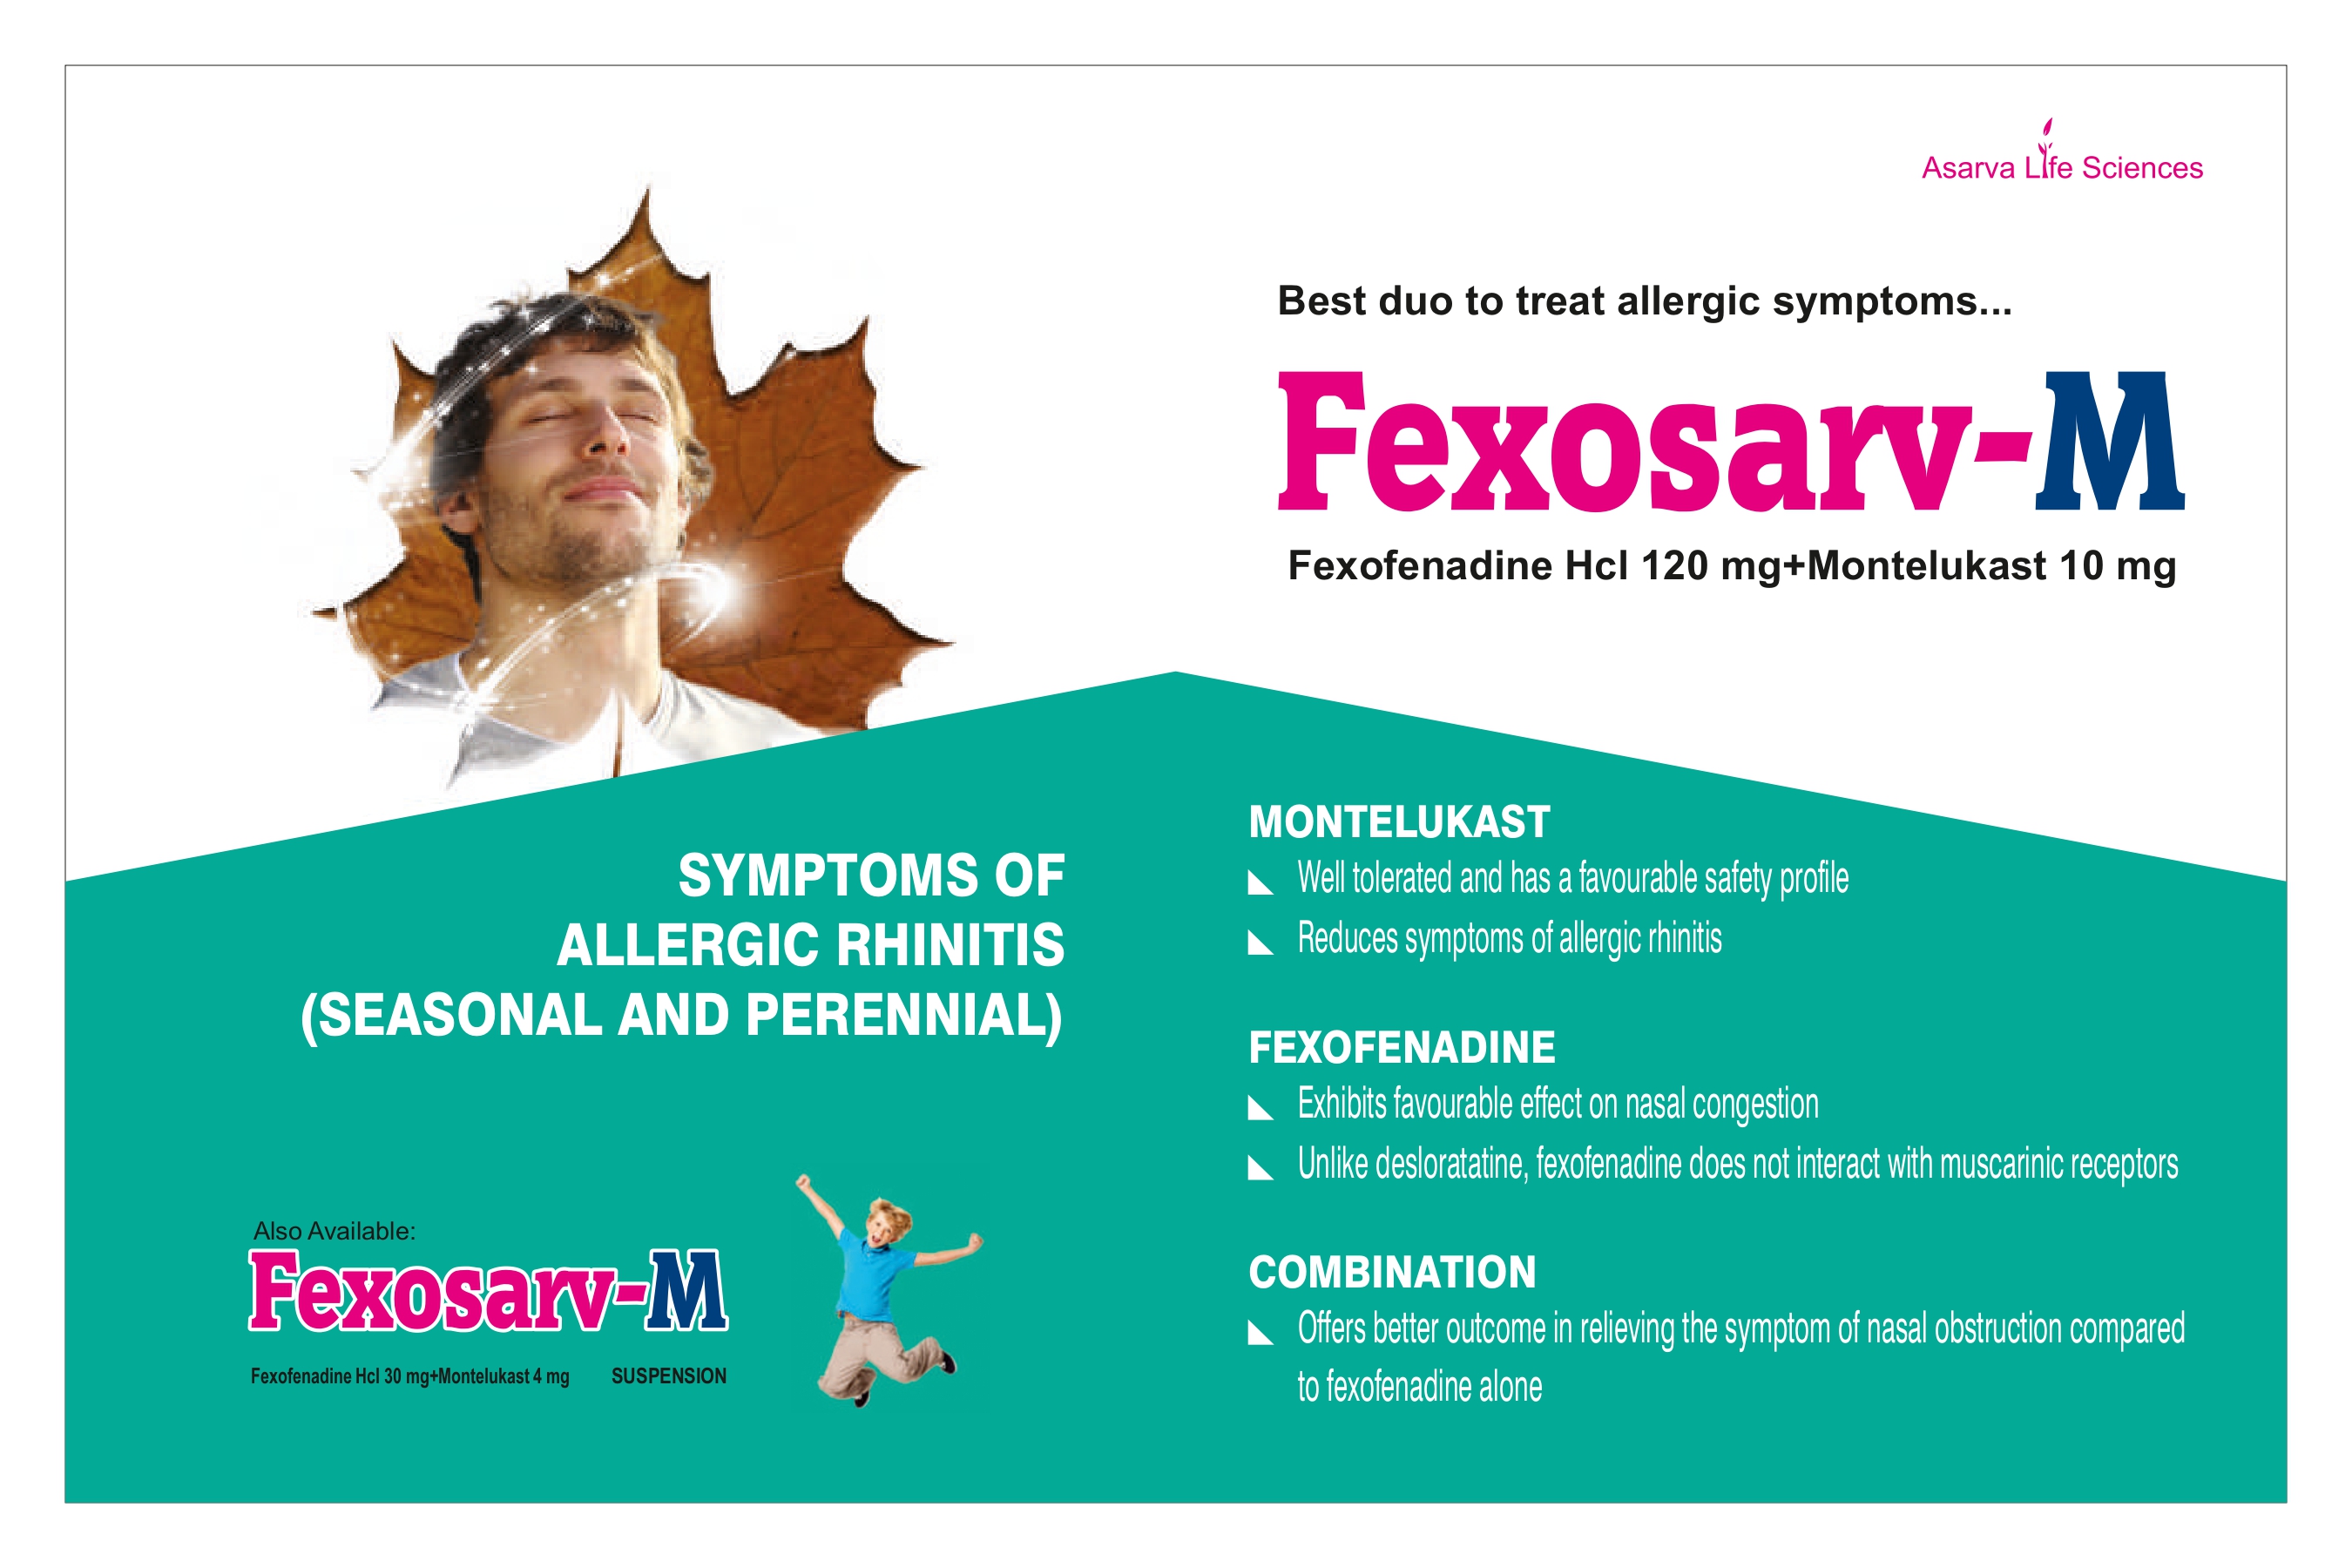 Asarva Life Sciences
Best duo to treat allergic symptoms...
Fexosarv-M
Fexofenadine Hcl 120 mg+Montelukast 10 mg
SYMPTOMS OF
ALLERGIC RHINITIS
(SEASONAL AND PERENNIAL)
Also Available:
Fexosarv-M
Fexofenadine Hcl 30 mg+Montelukast 4 mg SUSPENSION
MONTELUKAST
Well tolerated and has a favourable safety profile
Reduces symptoms of allergic rhinitis
FEXOFENADINE
Exhibits favourable effect on nasal congestion
Unlike desloratatine, fexofenadine does not interact with muscarinic receptors
COMBINATION
Offers better outcome in relieving the symptom of nasal obstruction compared
to fexofenadine alone